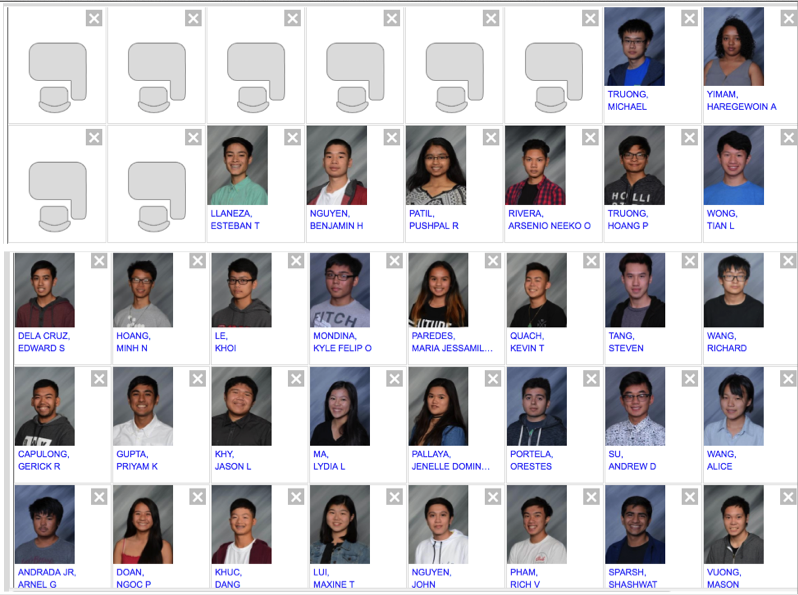 TRUONG,
MICHAEL
YIMAM,
HAREGEWOIN A
LLANEZA,
ESTEBAN T
NGUYEN,
BENJAMIN H
PATIL,
PUSHPAL R
RIVERA,
ARSENIO NEEKO O
TRUONG,
HOANG P
WONG,
TIAN L
DELA CRUZ,
EDWARD S
HOANG,
MINH N
LE,
KHOI
MONDINA,
KYLE FELIP O
PAREDES,
MARIA JESSAMIL...
QUACH,
KEVIN T
TANG,
STEVEN
WANG,
RICHARD
CAPULONG,
GERICK R
GUPTA,
PRIYAM K
KHY,
JASON L
MA,
LYDIA L
PALLAYA,
JENELLE DOMIN...
PORTELA,
ORESTES
SU,
ANDREW D
WANG,
ALICE
ANDRADA JR,
ARNEL G
DOAN,
NGOC P
KHUC,
DANG
LUI,
MAXINE T
NGUYEN,
JOHN
PHAM,
RICH V
SPARSH,
SHASHWAT
VUONG,
MASON